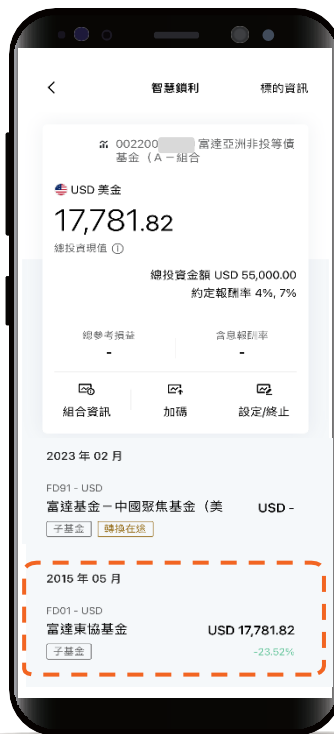 智慧鎖利
標的資訊
002200 富達亞洲非投等債
基金（A－組合
USD 美金
17,781.82
總投資現值 ⓘ
總投資金額 USD 55,000.00
約定報酬率 4%, 7%
總參考損益
含息報酬率
-
-
組合資訊
加碼
設定/終止
2023 年 02 月
FD91 - USD
富達基金－中國聚焦基金（美
USD -
子基金
轉換在途
2015 年 05 月
FD01 - USD
富達東協基金
USD 17,781.82
子基金
-23.52%